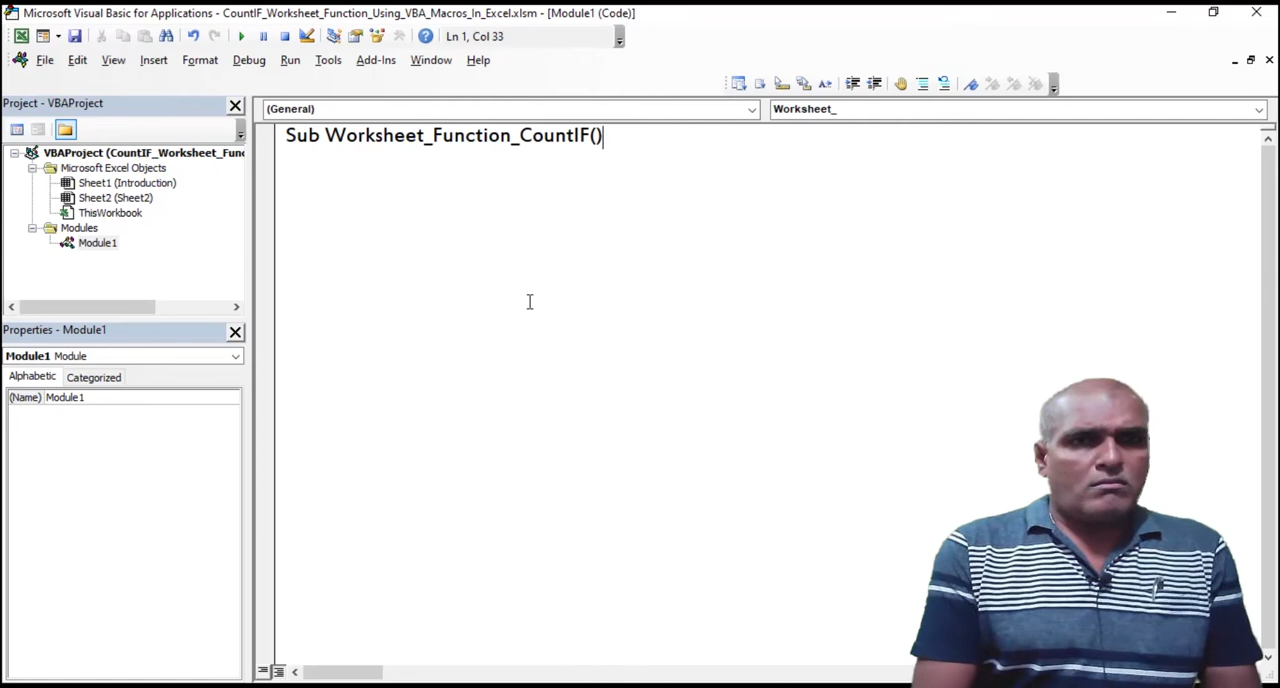 Microsoft Visual Basic for Applications - CountIF_Worksheet_Function_Using_VBA_Macros_In_Excel.xlsm - [Module1 (Code)]
Ln 1, Col 33
File Edit View Insert Format Debug Run Tools Add-Ins Window Help
Project - VBAProject
(General)
Worksheet_
VBAProject (CountIF_Worksheet_Func
Microsoft Excel Objects
Sheet1 (Introduction)
Sheet2 (Sheet2)
ThisWorkbook
Modules
Module1
Sub Worksheet_Function_CountIF()
Properties - Module1
Module1 Module
Alphabetic Categorized
(Name) Module1